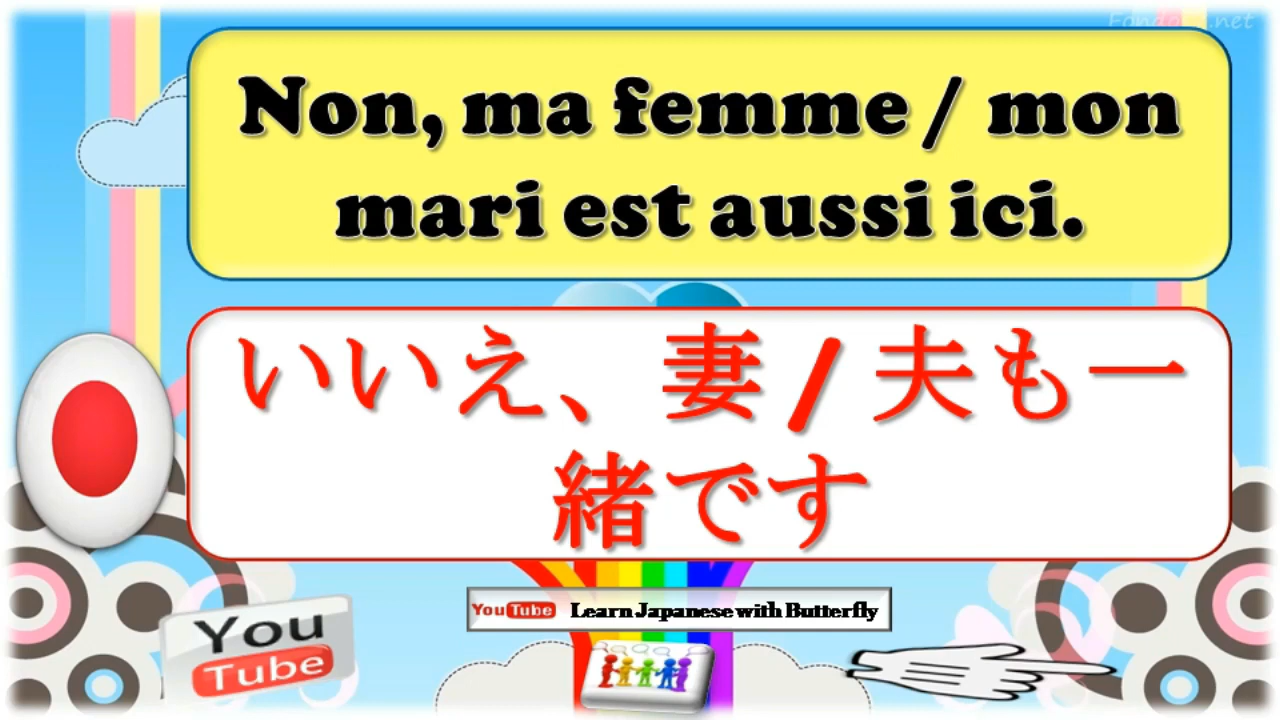 Non, ma femme / mon
mari est aussi ici.
いいえ、妻 / 夫も一
緒です
YouTube Learn Japanese with Butterfly
You
Tube